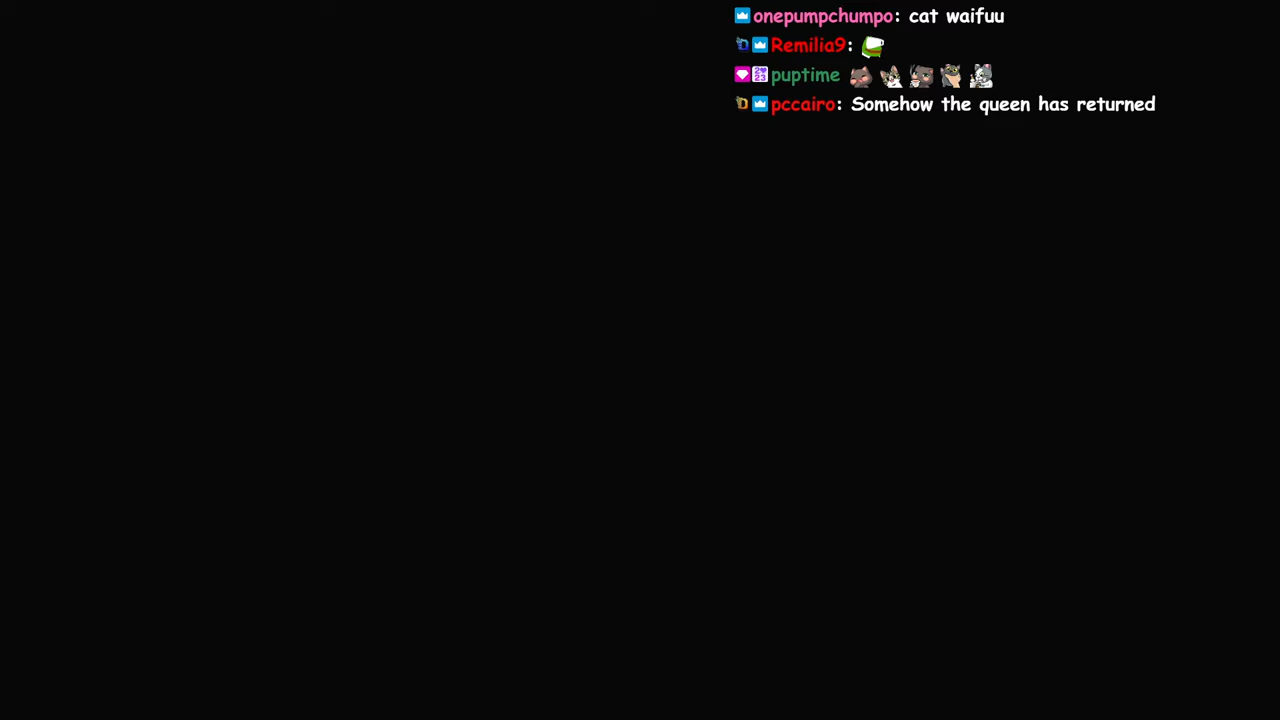 onepumpchumpo: cat waifuu
Remilia9:
puptime
pccairo: Somehow the queen has returned